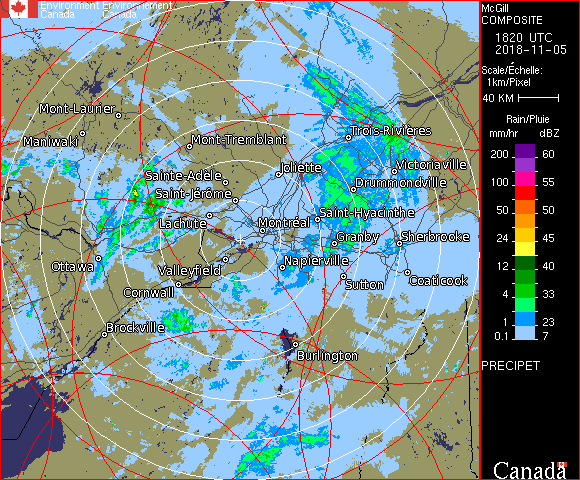 Environment Environnement
Canada Canada
McGill
COMPOSITE
1820 UTC
2018-11-05
Scale/Échelle:
1km/Pixel
40 KM
Rain/Pluie
mm/hr dBZ
200 60
100 55
50 50
24 45
12 40
4 33
1 23
0.1 7
PRECIPET
Canada
Mont-Laurier
Maniwaki
Mont-Tremblant
Trois-Rivières
Sainte-Adèle
Joliette
Victoriaville
Saint-Jérôme
Drummondville
Lachute
Montréal
Saint-Hyacinthe
Granby
Sherbrooke
Ottawa
Valleyfield
Napierville
Cornwall
Sutton
Coaticook
Brockville
Burlington